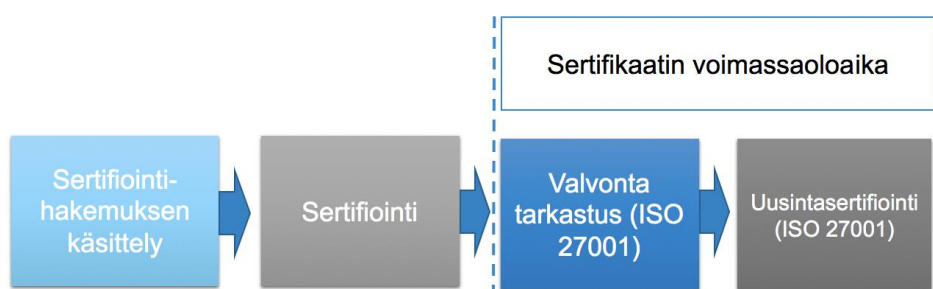 Sertifikaatin voimassaoloaika
Sertifiointi-
hakemuksen
käsittely
Sertifiointi
Valvonta
tarkastus (ISO
27001)
Uusintasertifiointi
(ISO 27001)